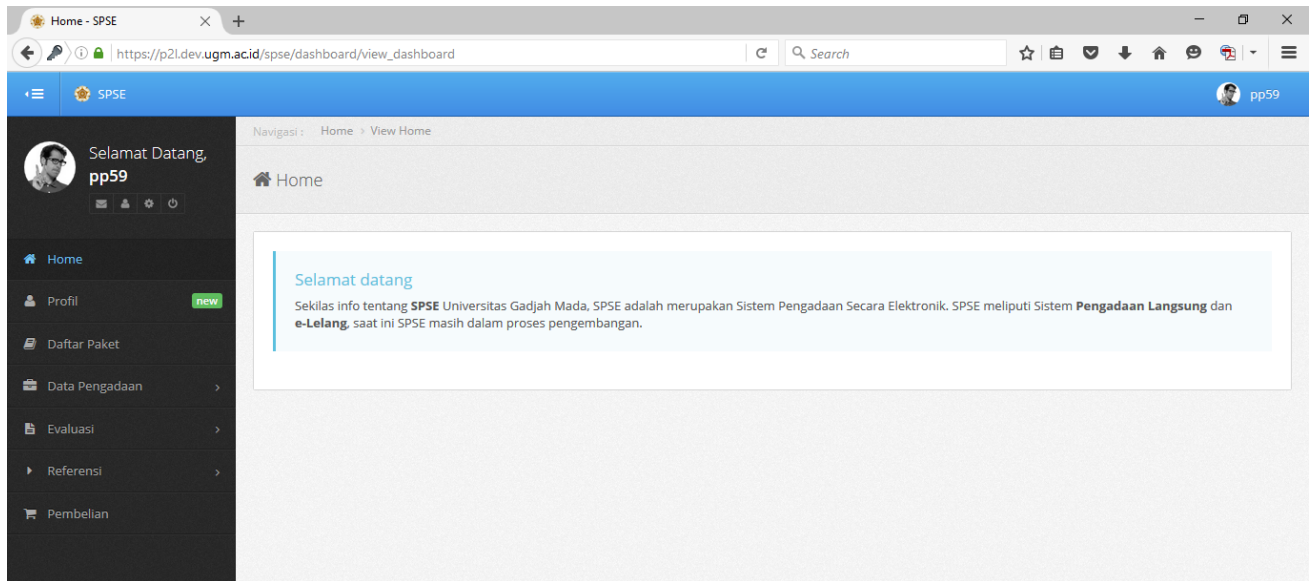 Home - SPSE
https://p2l.dev.ugm.ac.id/spse/dashboard/view_dashboard
Search
SPSE
pp59
Selamat Datang,
pp59
Home
Profil new
Daftar Paket
Data Pengadaan
Evaluasi
Referensi
Pembelian
Navigasi : Home > View Home
Home
Selamat datang
Sekilas info tentang SPSE Universitas Gadjah Mada, SPSE adalah merupakan Sistem Pengadaan Secara Elektronik. SPSE meliputi Sistem Pengadaan Langsung dan
e-Lelang, saat ini SPSE masih dalam proses pengembangan.